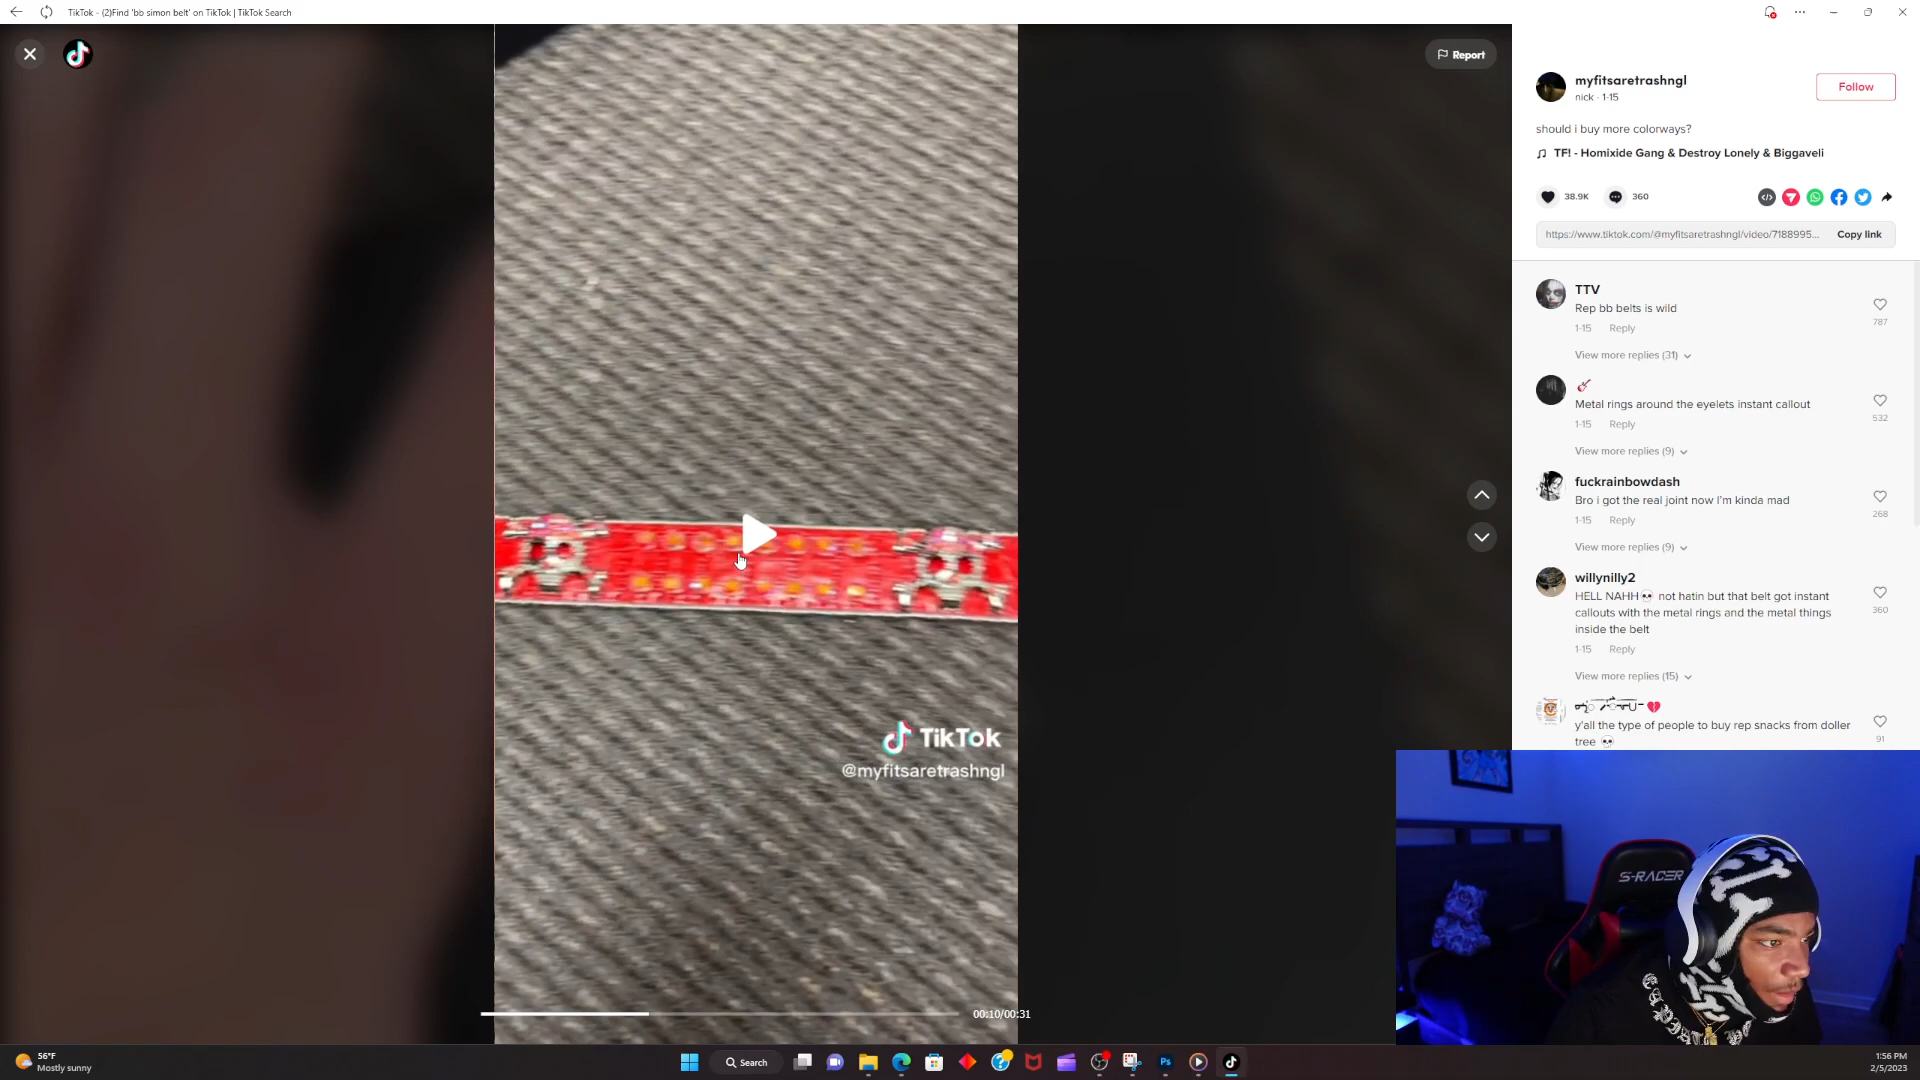 TikTok - (2)Find 'bb simon belt' on TikTok | TikTok Search
Report
myfitsaretrashngl
nick · 1-15
Follow
should i buy more colorways?
TF! - Homixide Gang & Destroy Lonely & Biggaveli
38.9K
360
https://www.tiktok.com/@myfitsaretrashngl/video/7188995...
Copy link
TTV
Rep bb belts is wild
1-15 Reply
787
View more replies (31)
Metal rings around the eyelets instant callout
1-15 Reply
532
View more replies (9)
fuckrainbowdash
Bro i got the real joint now I'm kinda mad
1-15 Reply
268
View more replies (9)
willynilly2
HELL NAHH💀 not hatin but that belt got instant
callouts with the metal rings and the metal things
inside the belt
1-15 Reply
360
View more replies (15)
y'all the type of people to buy rep snacks from doller
tree 💀
91
TikTok
@myfitsaretrashngl
00:10/00:31
S-RACER
56°F
Mostly sunny
Search
Ps
1:56 PM
2/5/2023